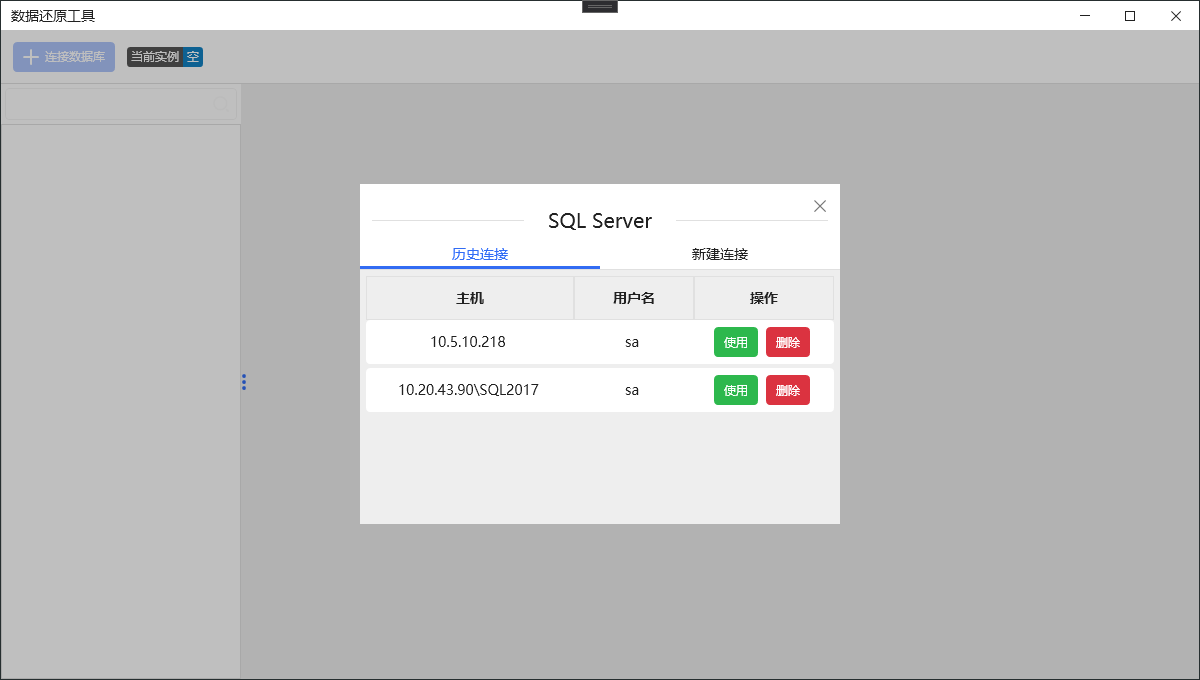 数据还原工具
连接数据库 当前实例 空
SQL Server
历史连接 新建连接
主机 用户名 操作
10.5.10.218 sa 使用 删除
10.20.43.90\SQL2017 sa 使用 删除